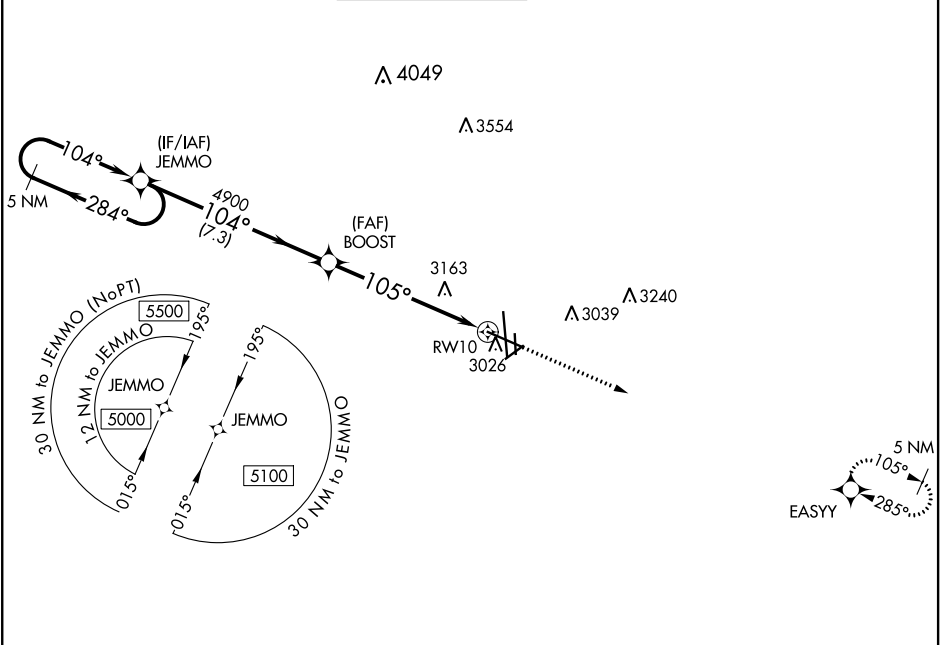 4049
3554
(IF/IAF)
JEMMO
104°
5 NM
284°
4900
104°
(7.3)
(FAF)
BOOST
105°
3163
3240
3039
RW10
3026
30 NM to JEMMO (NoPT)
5500
195°
12 NM to JEMMO
JEMMO
5000
015°
195°
JEMMO
5100
015°
30 NM to JEMMO
5 NM
105°
285°
EASYY